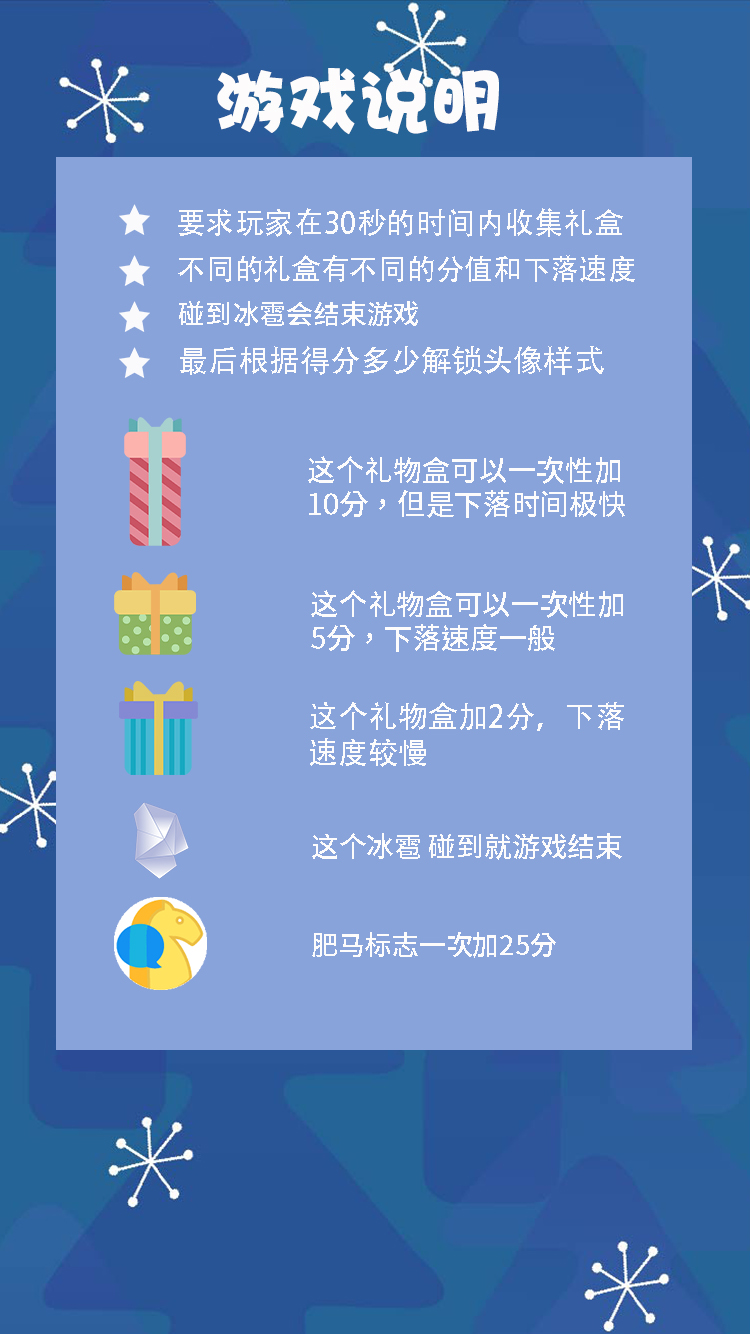 游戏说明
要求玩家在30秒的时间内收集礼盒
不同的礼盒有不同的分值和下落速度
碰到冰雹会结束游戏
最后根据得分多少解锁头像样式
这个礼物盒可以一次性加
10分，但是下落时间极快
这个礼物盒可以一次性加
5分，下落速度一般
这个礼物盒加2分, 下落
速度较慢
这个冰雹 碰到就游戏结束
肥马标志一次加25分